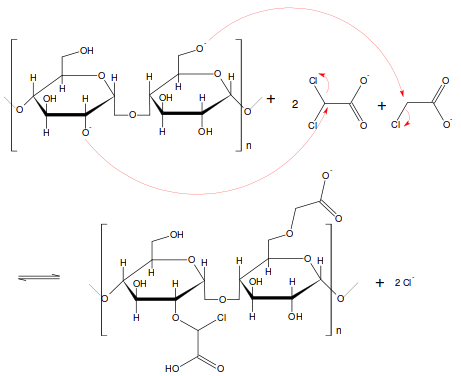 OH O⁻
H O H H O H Cl O⁻ O
H H
OH H OH H + 2 +
O O O
H O⁻ H OH Cl O Cl O⁻
n
O⁻
O
OH O
H O H H O H
H H
OH H OH H + 2 Cl⁻
O O O
H O Cl H OH
n
HO O